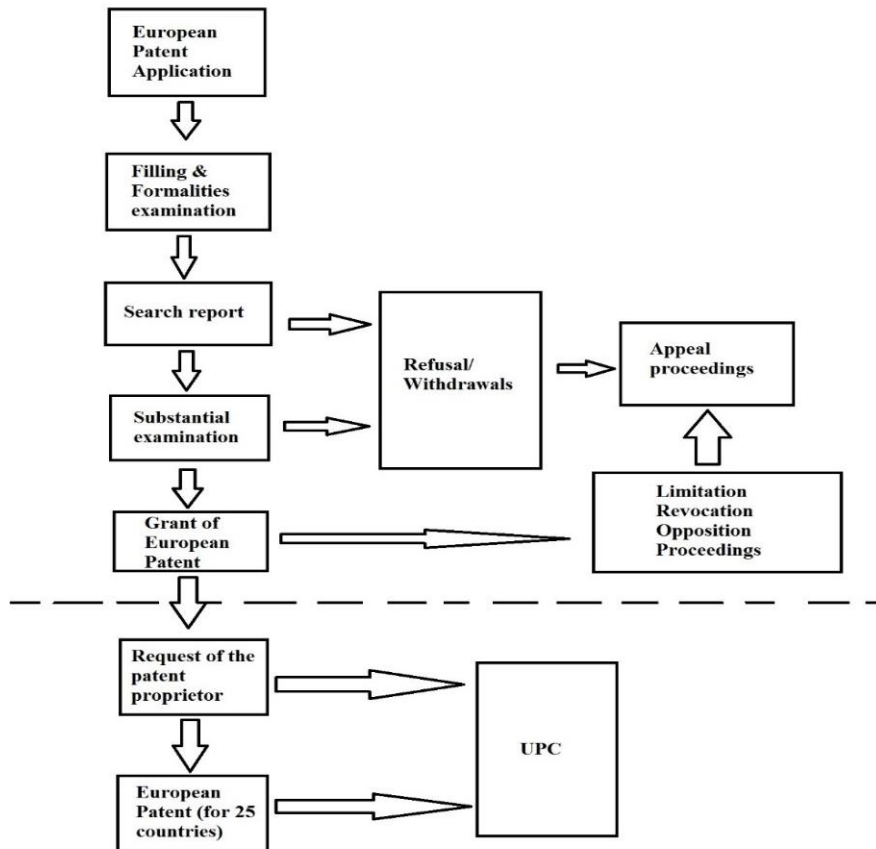 European
Patent
Application
Filling &
Formalities
examination
Search report
Refusal/
Withdrawals
Appeal
proceedings
Substantial
examination
Grant of
European
Patent
Limitation
Revocation
Opposition
Proceedings
Request of the
patent
proprietor
UPC
European
Patent (for 25
countries)